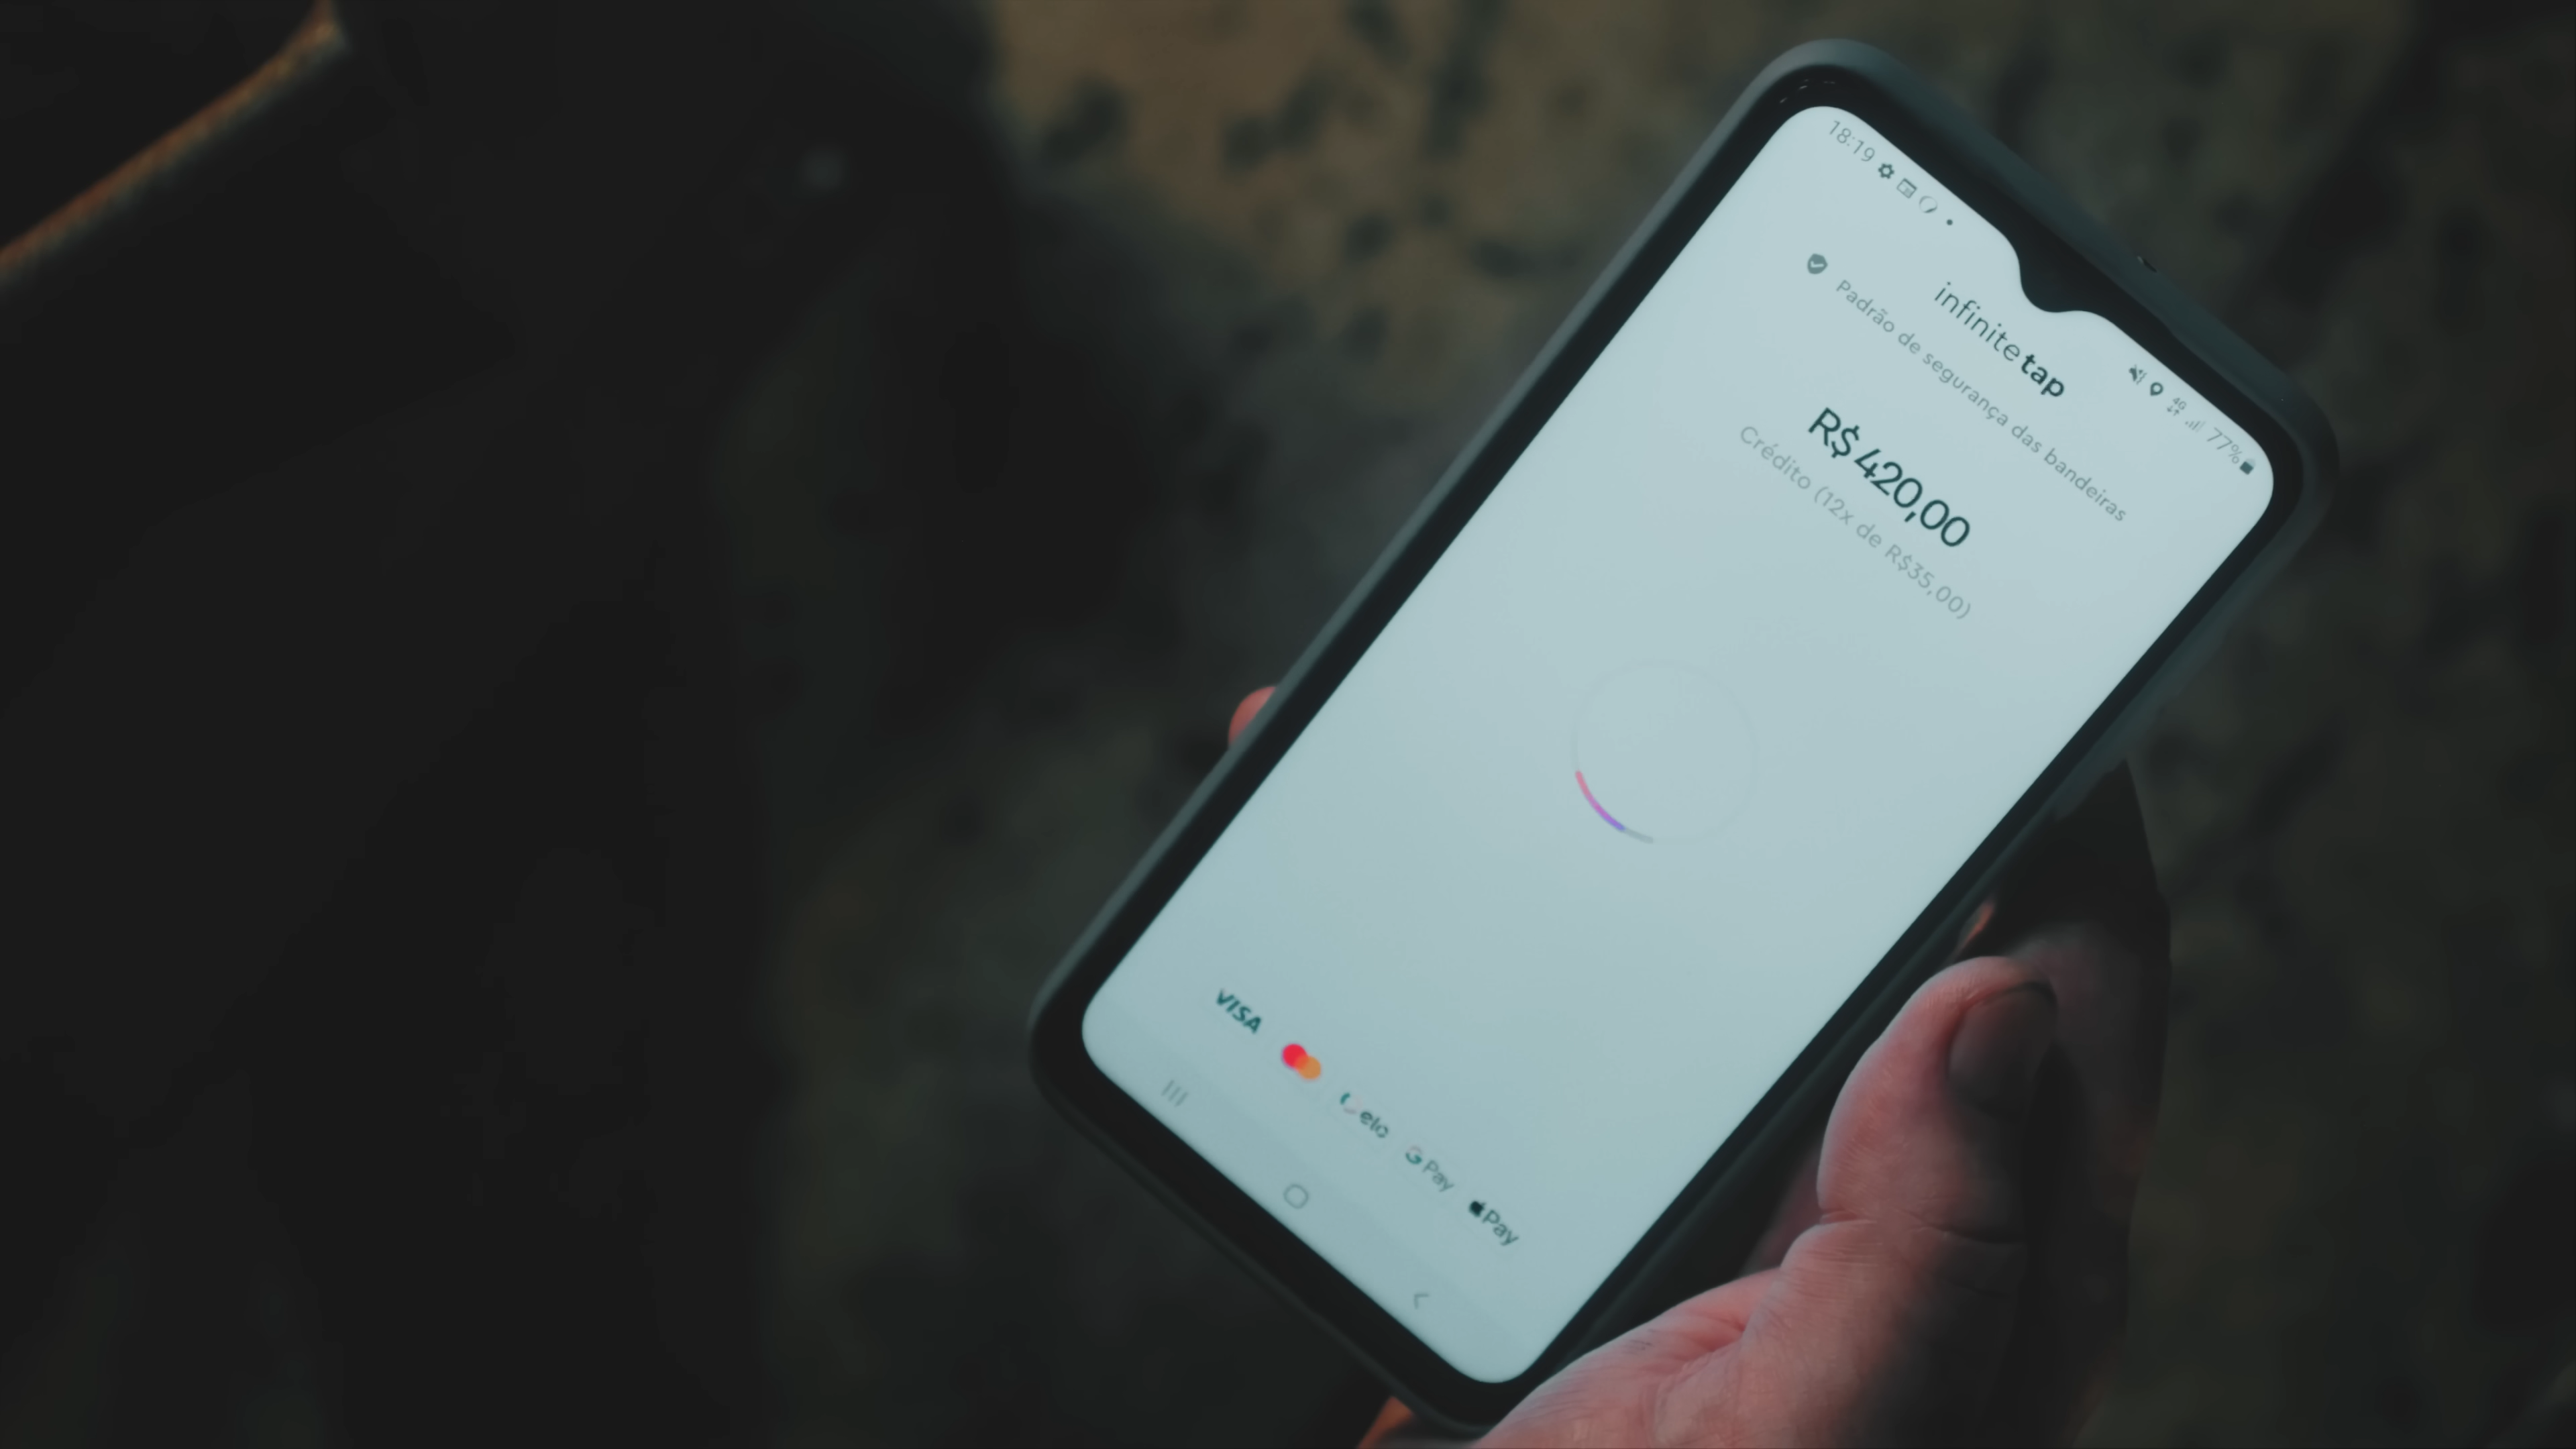 18:19
4G 77%
infinitetap
Padrão de segurança das bandeiras
R$ 420,00
Crédito (12x de R$35,00)
VISA
elo
G Pay
Pay